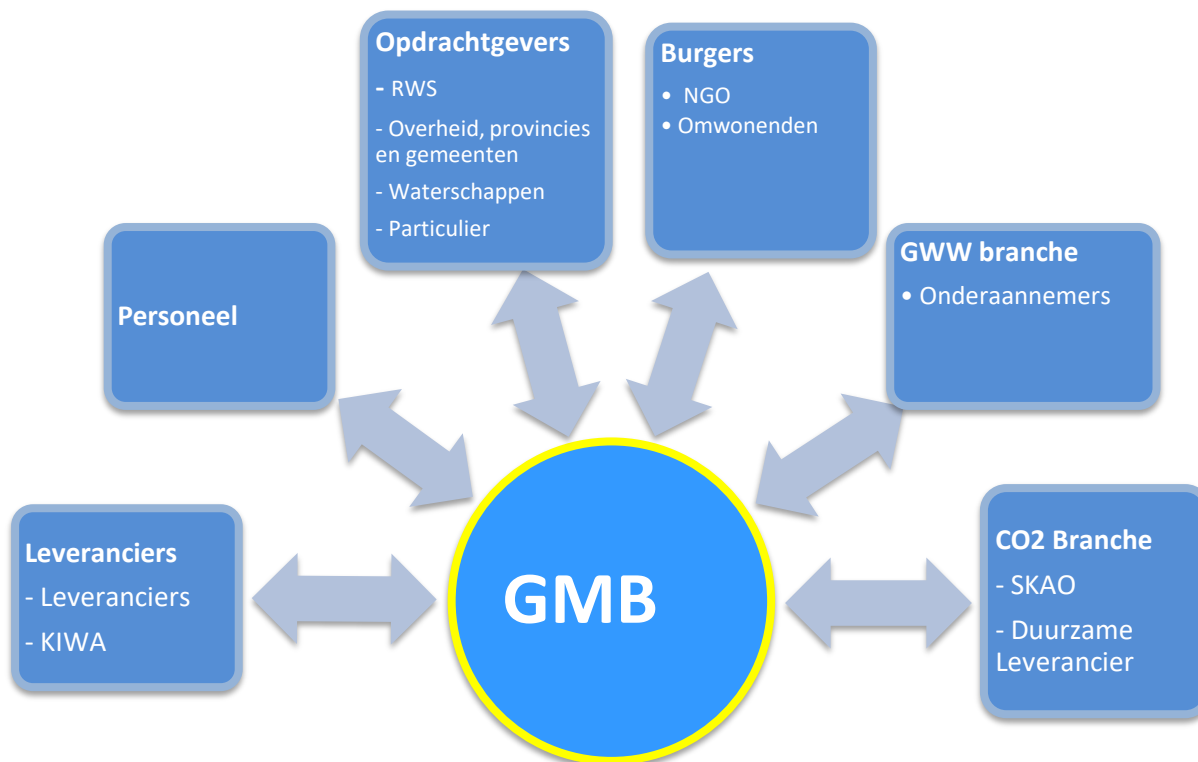 Opdrachtgevers
- RWS
- Overheid, provincies
en gemeenten
- Waterschappen
- Particulier
Burgers
• NGO
• Omwonenden
Personeel
GWW branche
• Onderaannemers
Leveranciers
- Leveranciers
- KIWA
GMB
CO2 Branche
- SKAO
- Duurzame
Leverancier